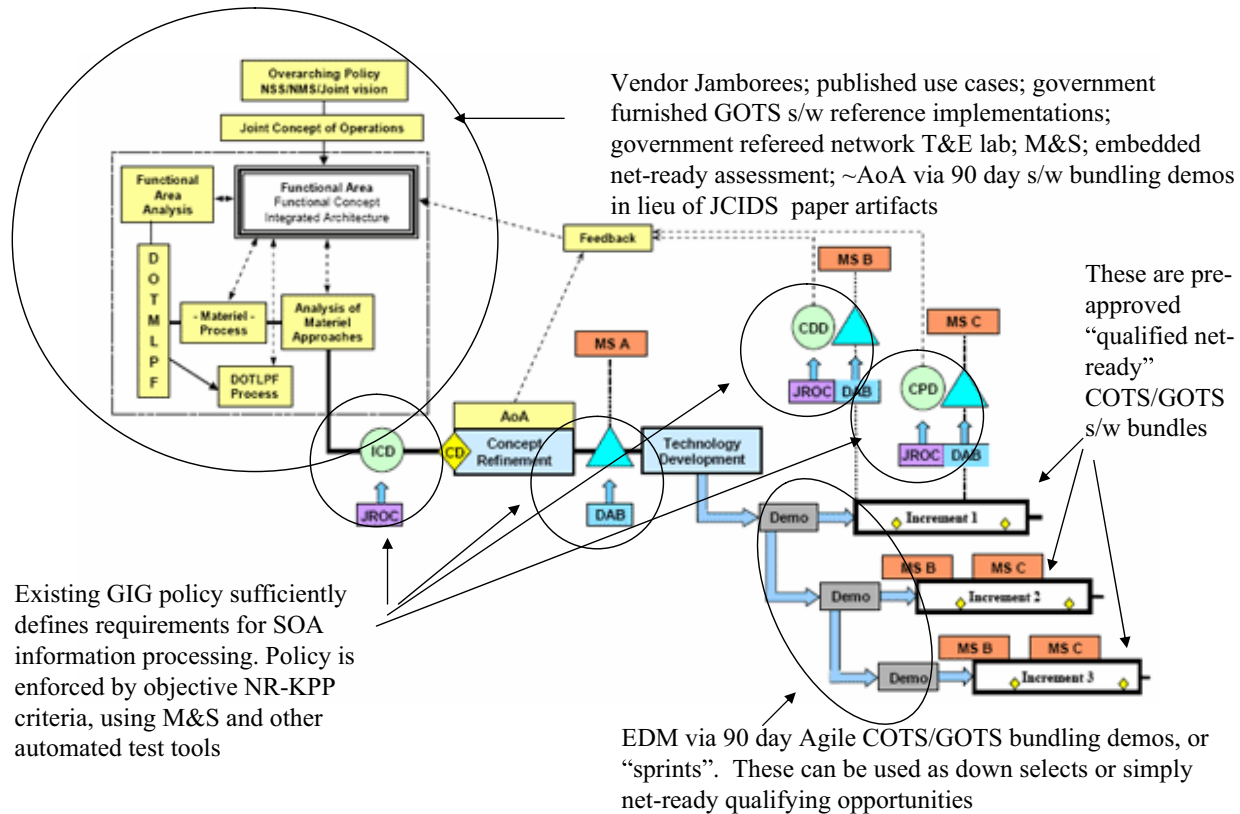 Overarching Policy
NSS/NMS/Joint vision
Joint Concept of Operations
Functional
Area
Analysis
Functional Area
Functional Concept
Integrated Architecture
D
O
T
M
L
P
F
- Materiel -
Process
Analysis of
Materiel
Approaches
DOTLPF
Process
Vendor Jamborees; published use cases; government
furnished GOTS s/w reference implementations;
government refereed network T&E lab; M&S; embedded
net-ready assessment; ~AoA via 90 day s/w bundling demos
in lieu of JCIDS paper artifacts
Feedback
MS B
These are pre-
approved
“qualified net-
ready”
COTS/GOTS
s/w bundles
CDD
MS C
MS A
JROC
DAB
CPD
AoA
ICD
CD
Concept
Refinement
Technology
Development
JROC
DAB
JROC
DAB
Demo
Increment 1
MS B
MS C
Demo
Increment 2
MS B
MS C
Demo
Increment 3
Existing GIG policy sufficiently
defines requirements for SOA
information processing. Policy is
enforced by objective NR-KPP
criteria, using M&S and other
automated test tools
EDM via 90 day Agile COTS/GOTS bundling demos, or
“sprints”. These can be used as down selects or simply
net-ready qualifying opportunities